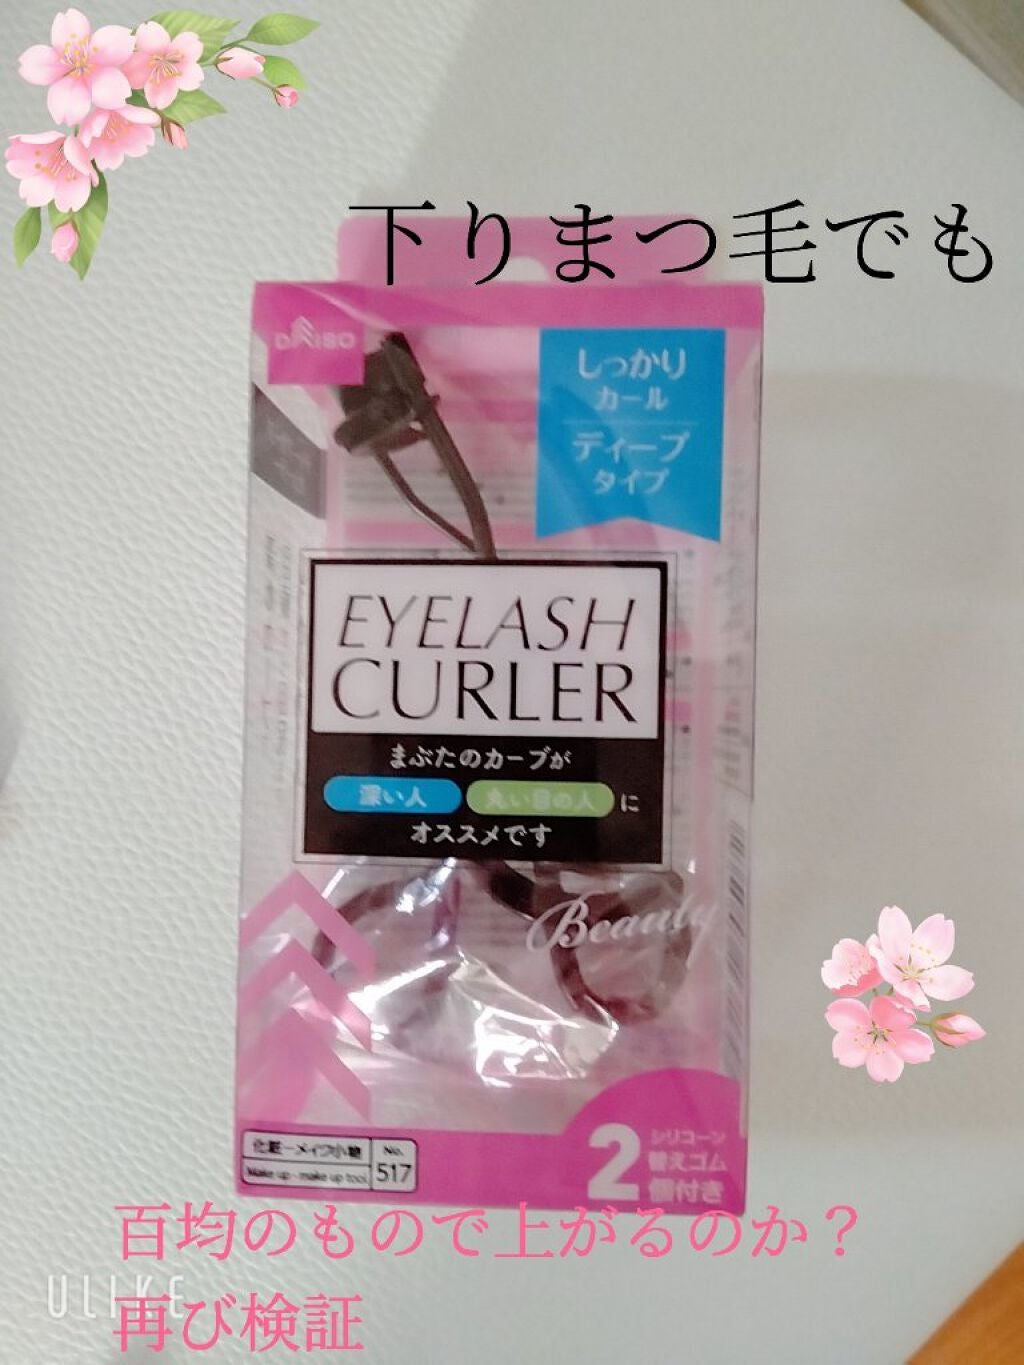 下りまつ毛でも
DAISO
しっかり
カール
ディープ
タイプ
EYELASH
CURLER
まぶたのカーブが
深い人 丸い目の人 に
オススメです
Beauty
化粧-メイク小物 No.
Make up - make up tool 517
2 シリコーン
替えゴム
個付き
百均のもので上がるのか？
ULIKE
再び検証